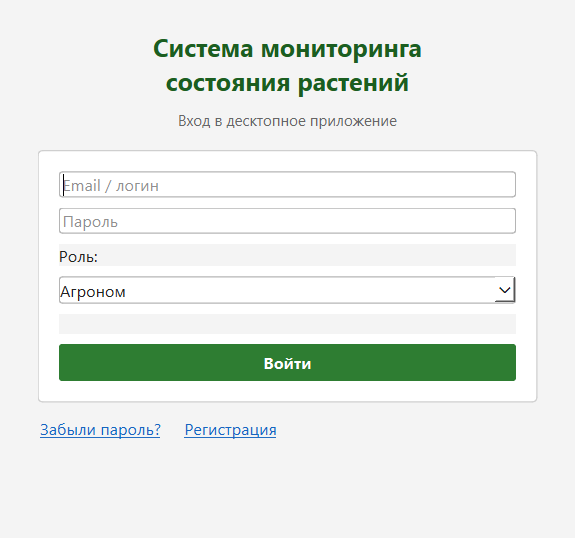 Система мониторинга
состояния растений
Вход в десктопное приложение
Email / логин
Пароль
Роль:
Агроном
Войти
Забыли пароль? Регистрация